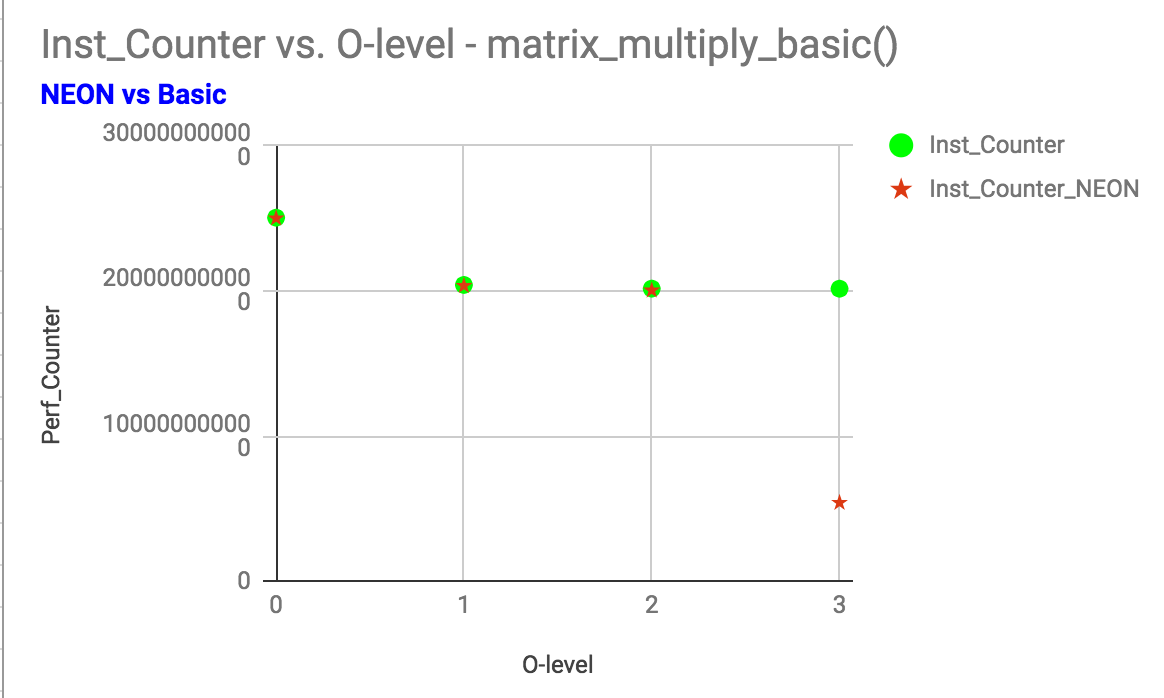 Inst_Counter vs. O-level - matrix_multiply_basic()
NEON vs Basic
30000000000
0
20000000000
0
10000000000
0
0
Perf_Counter
0 1 2 3
O-level
Inst_Counter
Inst_Counter_NEON